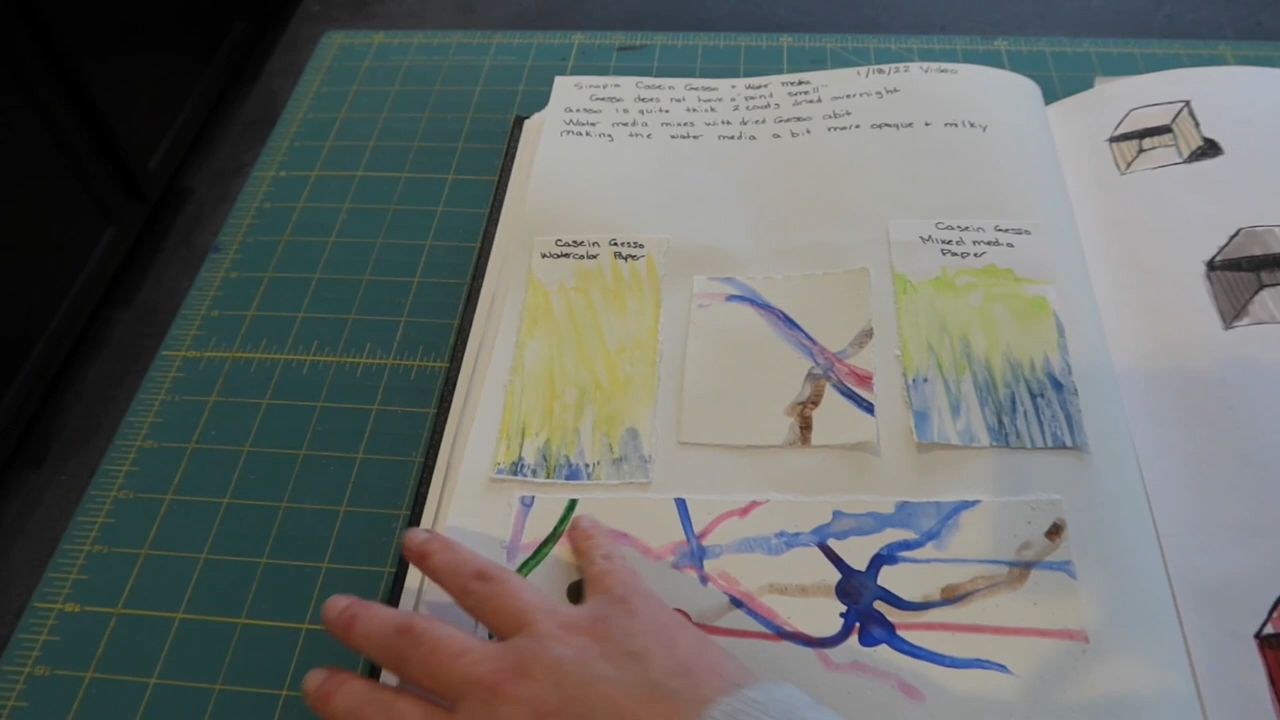 Sinopia Casein Gesso + Water media
1/18/22 Video
Gesso does not have a "paint smell"
Gesso is quite thick 2 coats dried overnight
Water media mixes with dried Gesso abit
making the water media a bit more opaque + milky
Casein Gesso
Watercolor Paper
Casein Gesso
Mixed media
Paper
15
16